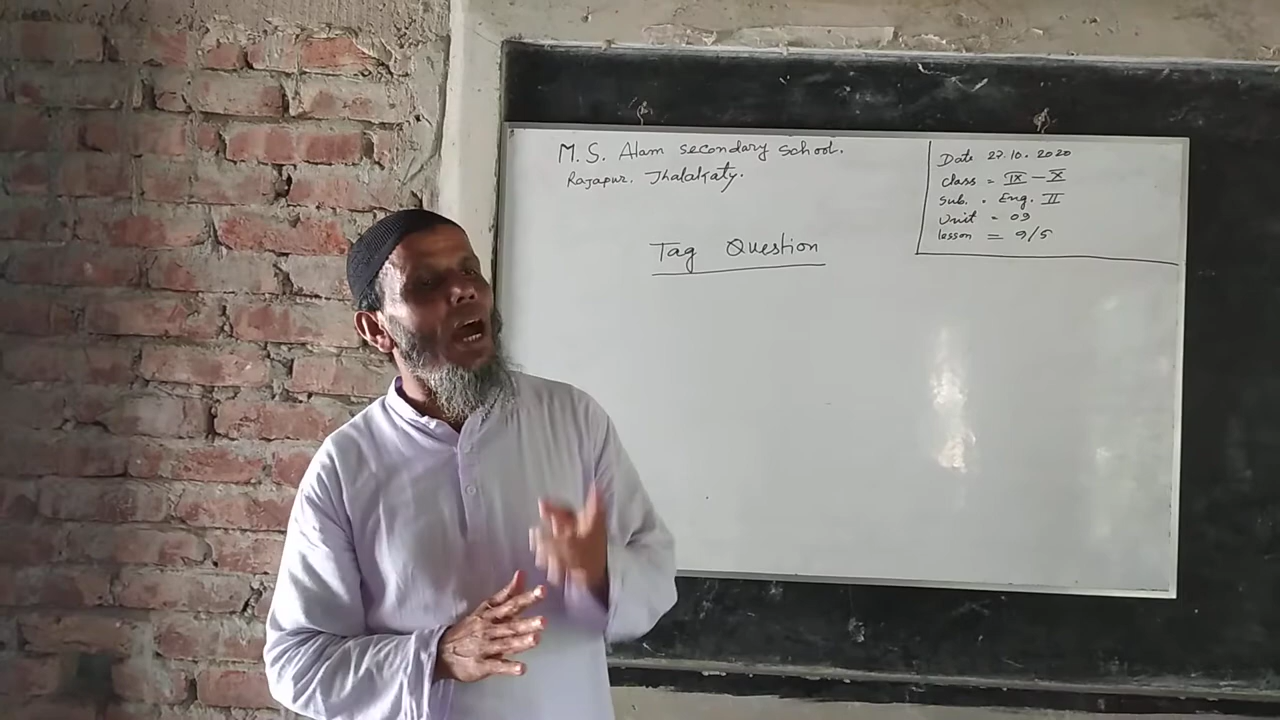 M. S. Alam secondary school.
Rajapur. Jhalakaty.
Date 27.10.2020
Class = IX - X
Sub. . Eng. II
Unit = 09
lesson = 9/5
Tag Question